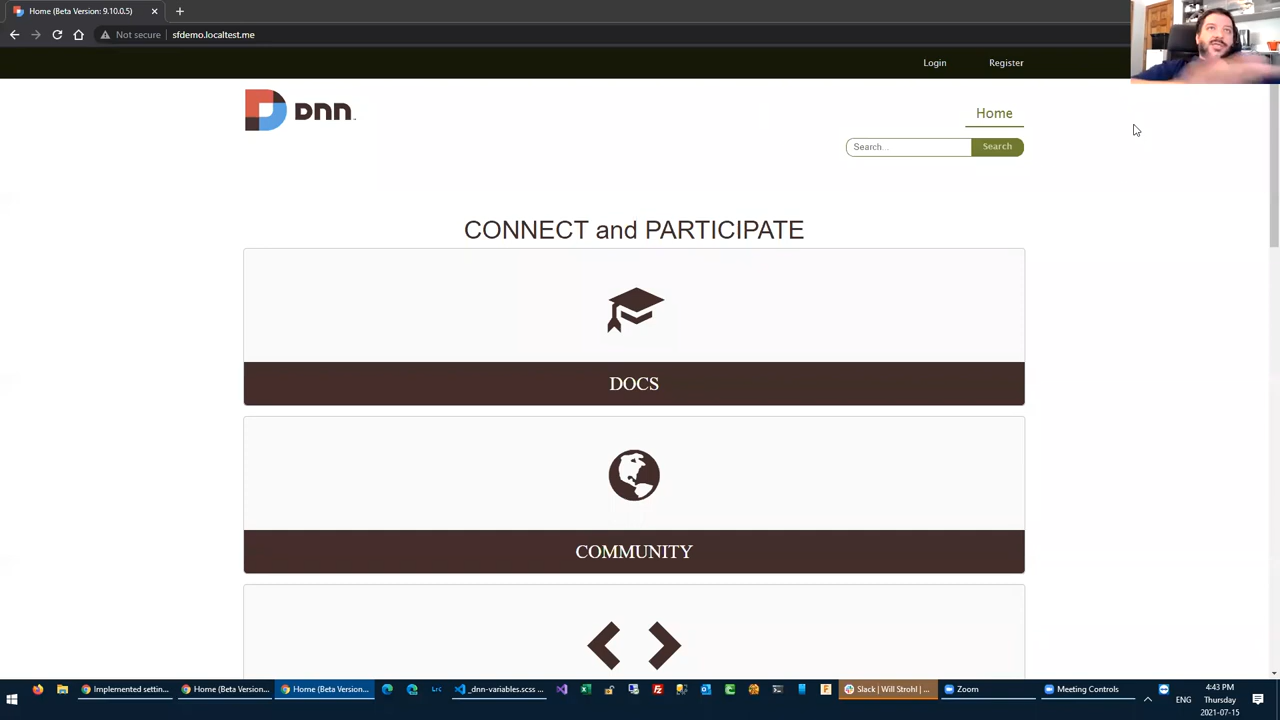 Home (Beta Version: 9.10.0.5)
Not secure
sfdemo.localtest.me
Login
Register
Dnn.
Home
Search...
Search
CONNECT and PARTICIPATE
DOCS
COMMUNITY
Implemented settin...
Home (Beta Version...
Home (Beta Version...
_dnn-variables.scss ...
Slack | Will Strohl | ...
Zoom
Meeting Controls
ENG
4:43 PM
Thursday
2021-07-15